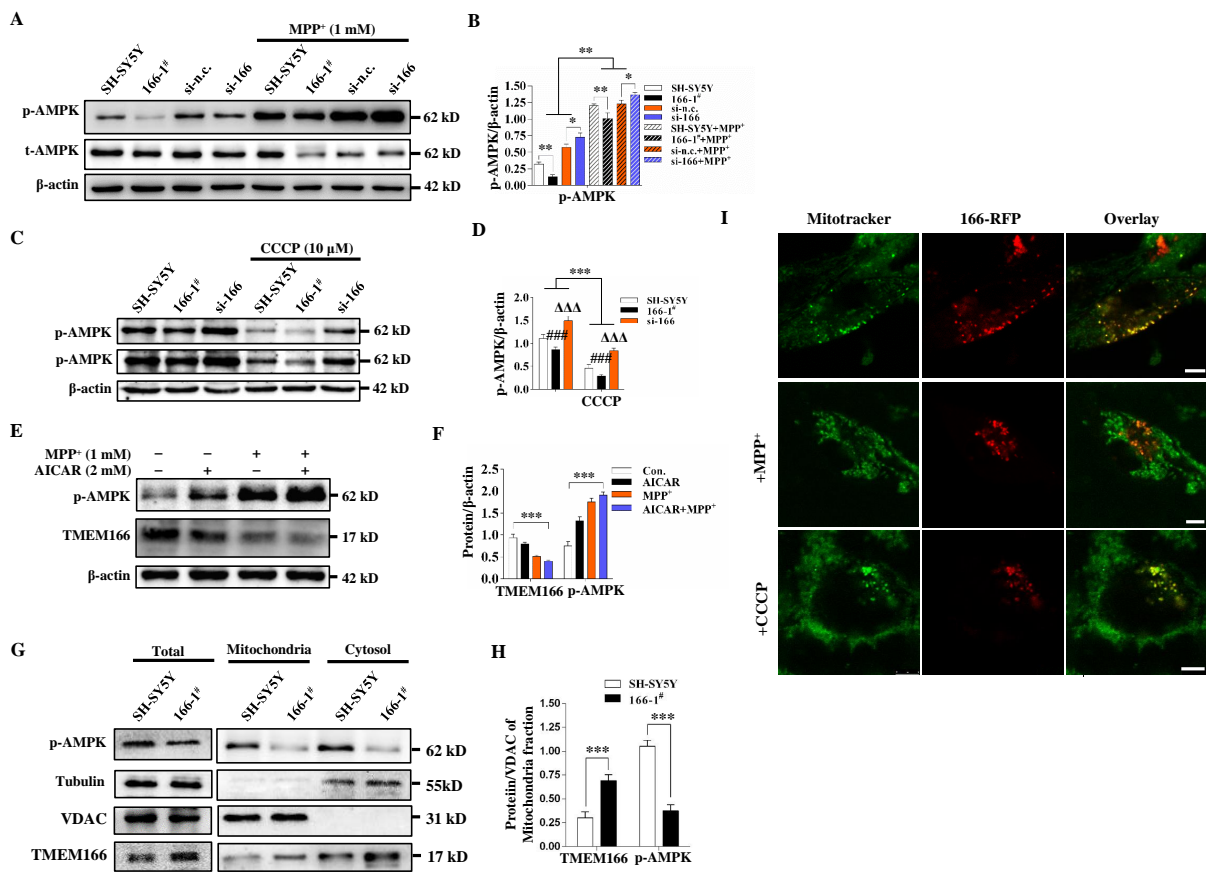 A
MPP⁺ (1 mM)
SH-SY5Y
166-1#
si-n.c.
si-166
SH-SY5Y
166-1#
si-n.c.
si-166
p-AMPK
62 kD
t-AMPK
62 kD
β-actin
42 kD
B
p-AMPK/β-actin
1.50
1.25
1.00
0.75
0.50
0.25
0.00
**
*
**
**
*
p-AMPK
SH-SY5Y
166-1#
si-n.c.
si-166
SH-SY5Y+MPP⁺
166-1#+MPP⁺
si-n.c.+MPP⁺
si-166+MPP⁺
C
CCCP (10 μM)
SH-SY5Y
166-1#
si-166
SH-SY5Y
166-1#
si-166
p-AMPK
62 kD
p-AMPK
62 kD
β-actin
42 kD
D
p-AMPK/β-actin
2.0
1.5
1.0
0.5
0.0
***
ΔΔΔ
###
ΔΔΔ
###
CCCP
SH-SY5Y
166-1#
si-166
E
MPP⁺ (1 mM) – – + +
AICAR (2 mM) – + – +
p-AMPK
62 kD
TMEM166
17 kD
β-actin
42 kD
F
Protein/β-actin
2.5
2.0
1.5
1.0
0.5
0.0
***
***
TMEM166 p-AMPK
Con.
AICAR
MPP⁺
AICAR+MPP⁺
G
Total Mitochondria Cytosol
SH-SY5Y
166-1#
SH-SY5Y
166-1#
SH-SY5Y
166-1#
p-AMPK
62 kD
Tubulin
55kD
VDAC
31 kD
TMEM166
17 kD
H
SH-SY5Y
166-1#
Proteiin/VDAC of
Mitochondria fraction
1.50
1.25
1.00
0.75
0.50
0.25
0.00
***
***
TMEM166 p-AMPK
I
Mitotracker 166-RFP Overlay
+MPP⁺
+CCCP